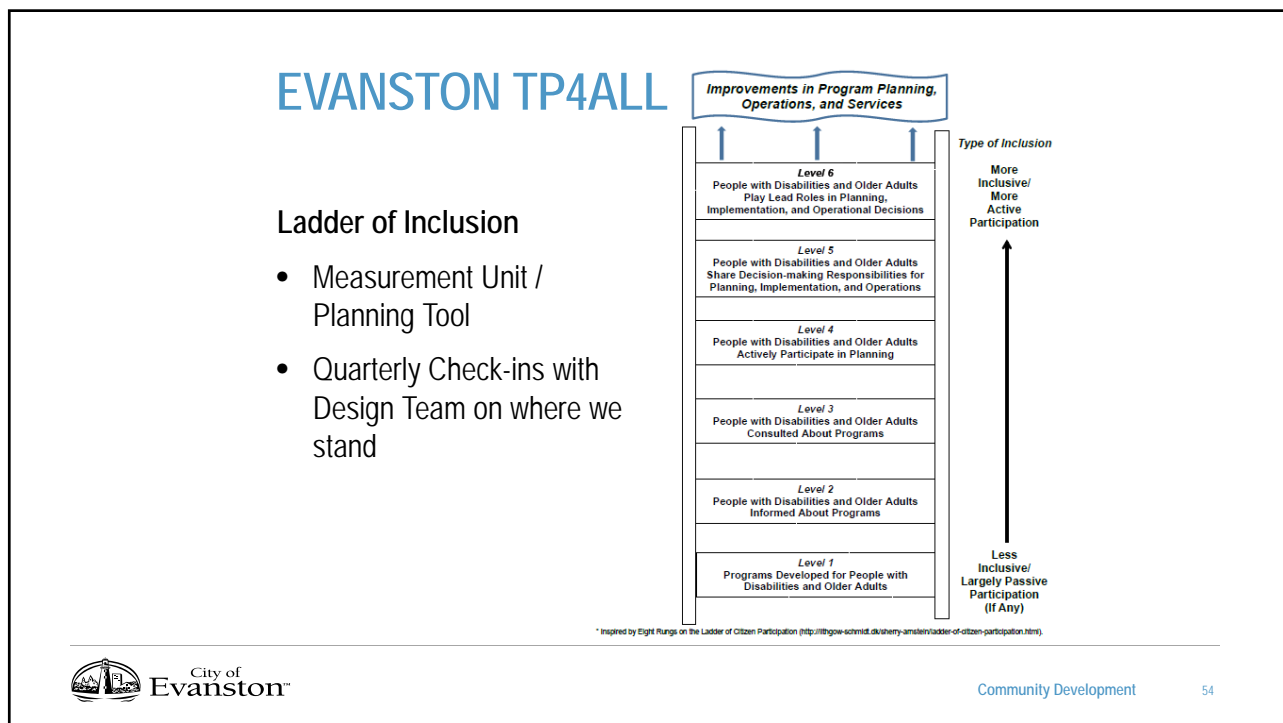 EVANSTON TP4ALL
Ladder of Inclusion
• Measurement Unit /
Planning Tool
• Quarterly Check-ins with
Design Team on where we
stand
Improvements in Program Planning,
Operations, and Services
Level 6
People with Disabilities and Older Adults
Play Lead Roles in Planning,
Implementation, and Operational Decisions
Level 5
People with Disabilities and Older Adults
Share Decision-making Responsibilities for
Planning, Implementation, and Operations
Level 4
People with Disabilities and Older Adults
Actively Participate in Planning
Level 3
People with Disabilities and Older Adults
Consulted About Programs
Level 2
People with Disabilities and Older Adults
Informed About Programs
Level 1
Programs Developed for People with
Disabilities and Older Adults
Type of Inclusion
More
Inclusive/
More
Active
Participation
Less
Inclusive/
Largely Passive
Participation
(If Any)
* Inspired by Eight Rungs on the Ladder of Citizen Participation (http://lithgow-schmidt.dk/sherry-arnstein/ladder-of-citizen-participation.html).
City of
Evanston™
Community Development 54